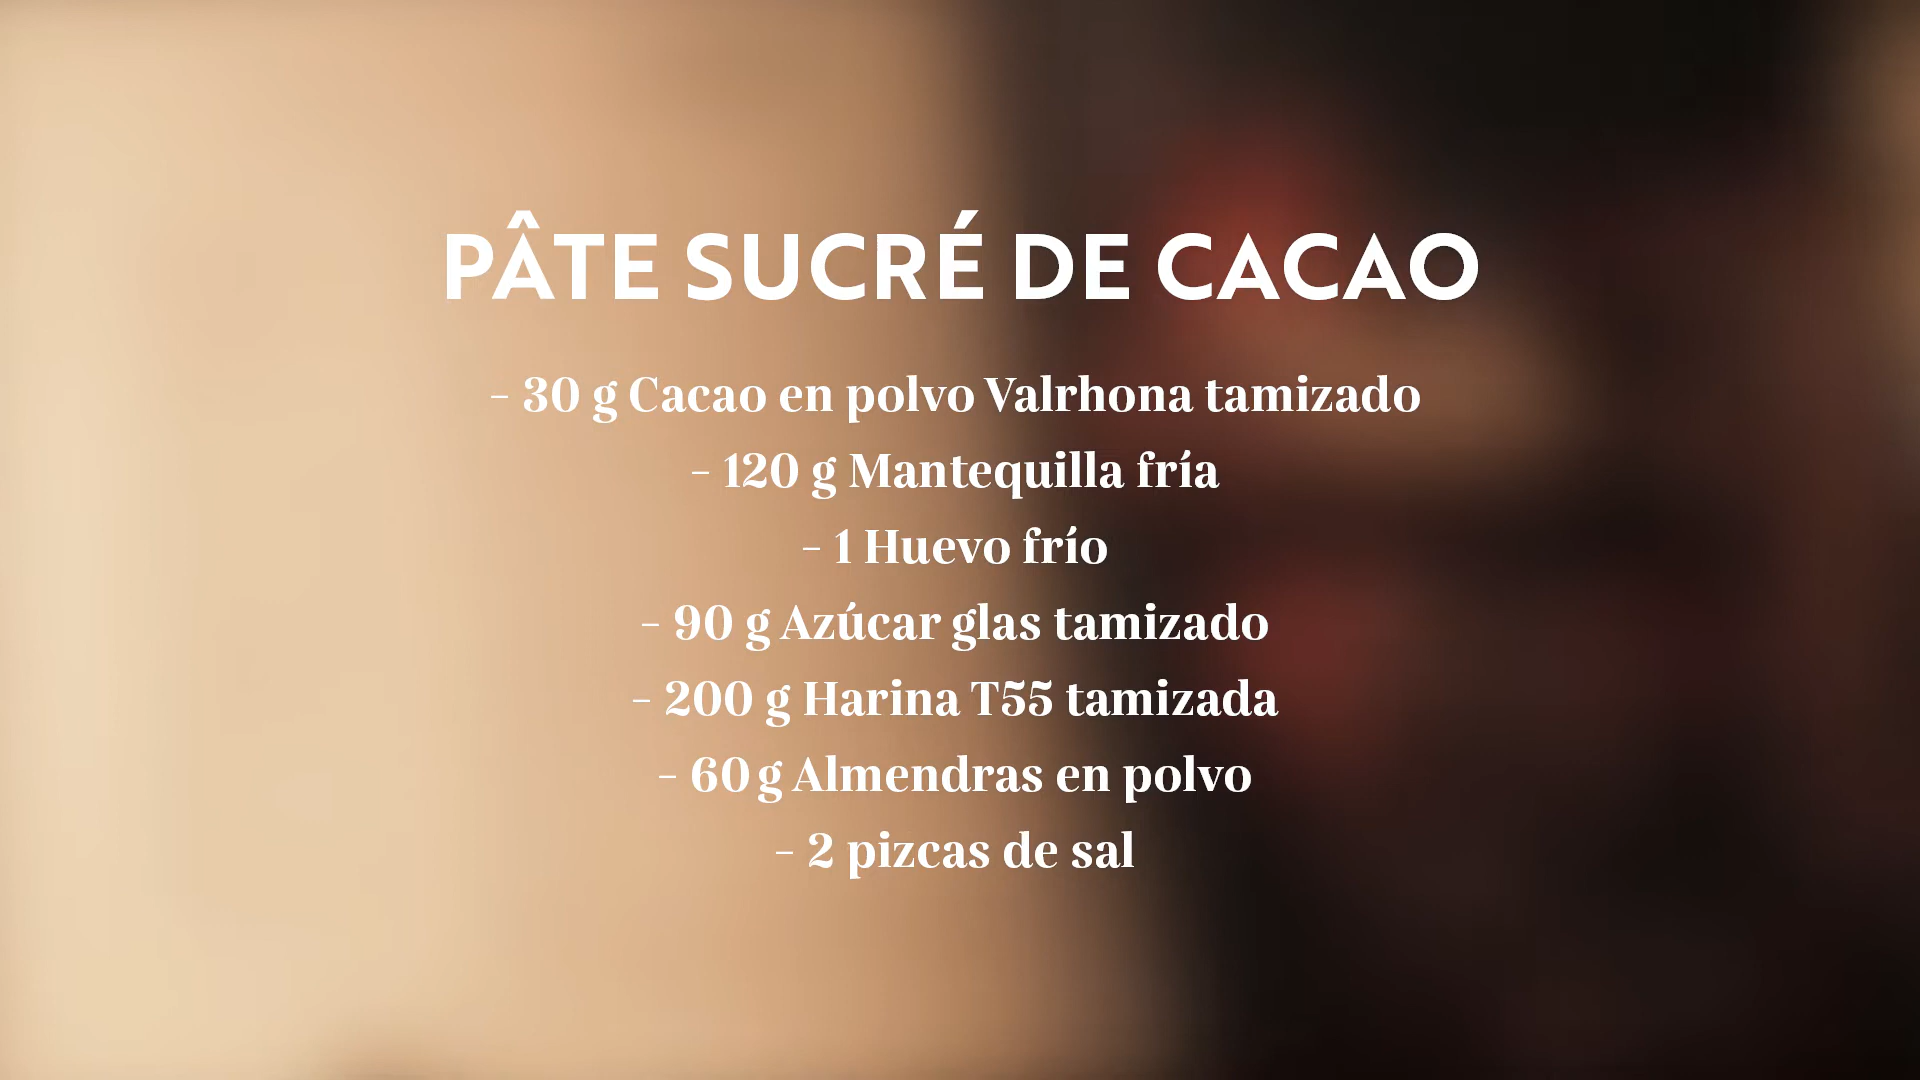 PÂTE SUCRÉ DE CACAO
- 30 g Cacao en polvo Valrhona tamizado
- 120 g Mantequilla fría
- 1 Huevo frío
- 90 g Azúcar glas tamizado
- 200 g Harina T55 tamizada
- 60 g Almendras en polvo
- 2 pizcas de sal